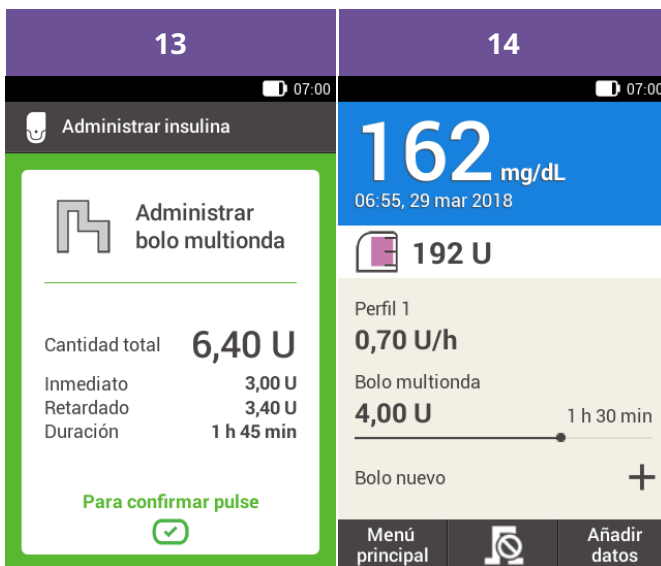 13
07:00
Administrar insulina
Administrar
bolo multionda
Cantidad total 6,40 U
Inmediato 3,00 U
Retardado 3,40 U
Duración 1 h 45 min
Para confirmar pulse
14
07:00
162 mg/dL
06:55, 29 mar 2018
192 U
Perfil 1
0,70 U/h
Bolo multionda
4,00 U 1 h 30 min
Bolo nuevo
Menú
principal
Añadir
datos